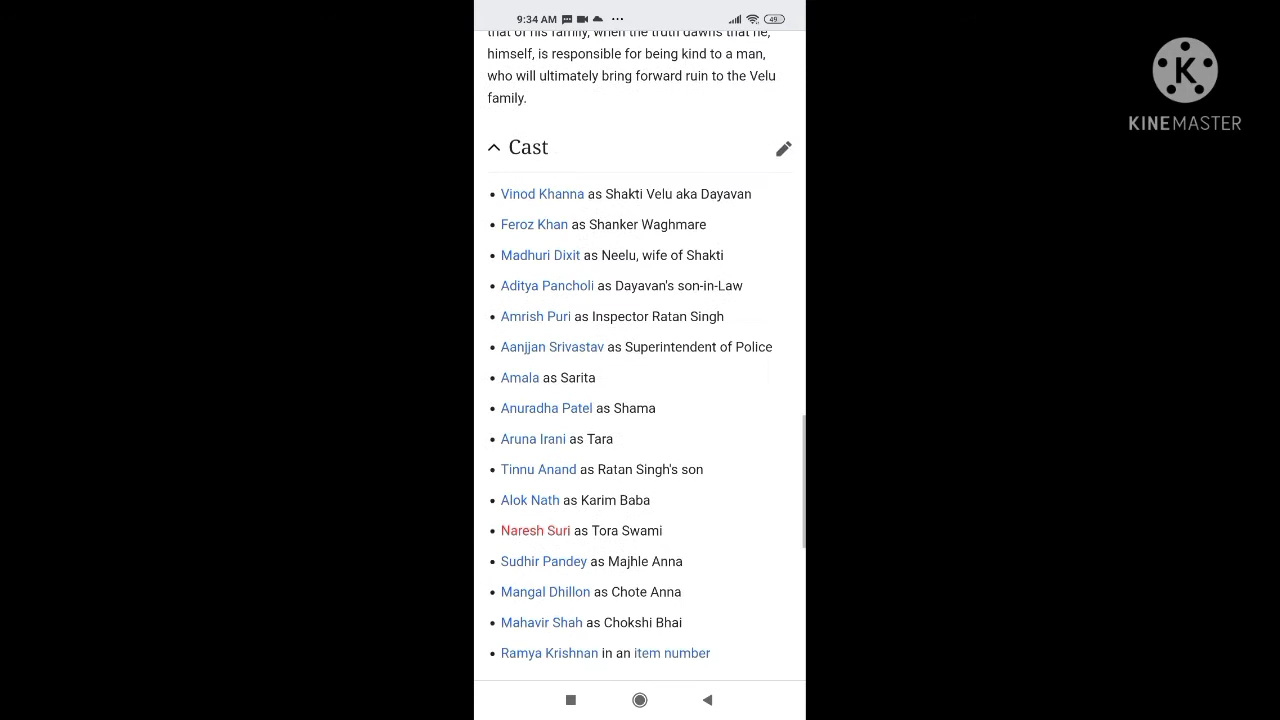 9:34 AM
49
that of his family, when the truth dawns that he,
himself, is responsible for being kind to a man,
who will ultimately bring forward ruin to the Velu
family.
Cast
Vinod Khanna as Shakti Velu aka Dayavan
Feroz Khan as Shanker Waghmare
Madhuri Dixit as Neelu, wife of Shakti
Aditya Pancholi as Dayavan's son-in-Law
Amrish Puri as Inspector Ratan Singh
Aanjjan Srivastav as Superintendent of Police
Amala as Sarita
Anuradha Patel as Shama
Aruna Irani as Tara
Tinnu Anand as Ratan Singh's son
Alok Nath as Karim Baba
Naresh Suri as Tora Swami
Sudhir Pandey as Majhle Anna
Mangal Dhillon as Chote Anna
Mahavir Shah as Chokshi Bhai
Ramya Krishnan in an item number
K
KINEMASTER